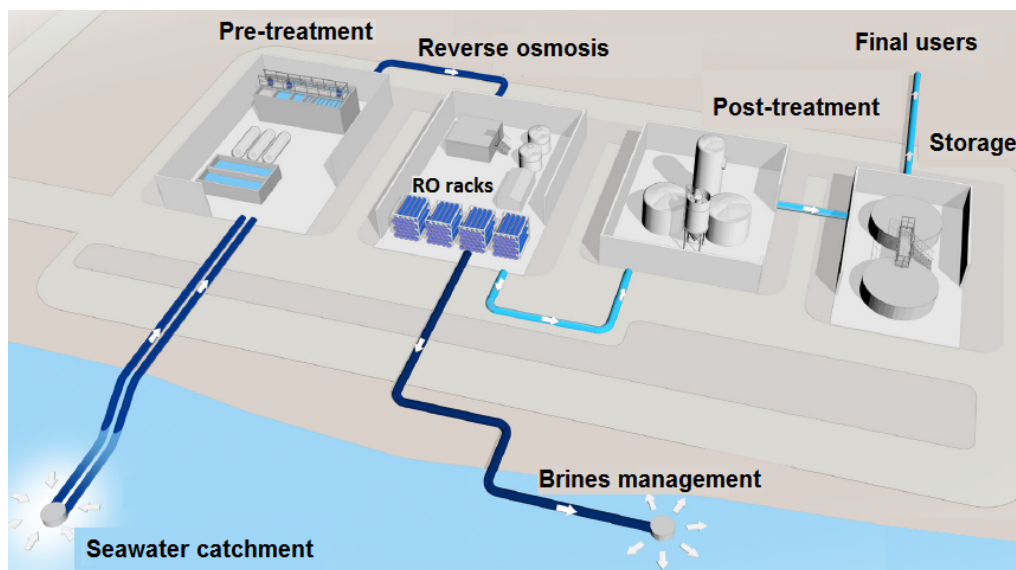 Pre-treatment
Reverse osmosis
Final users
Post-treatment
Storage
RO racks
Brines management
Seawater catchment